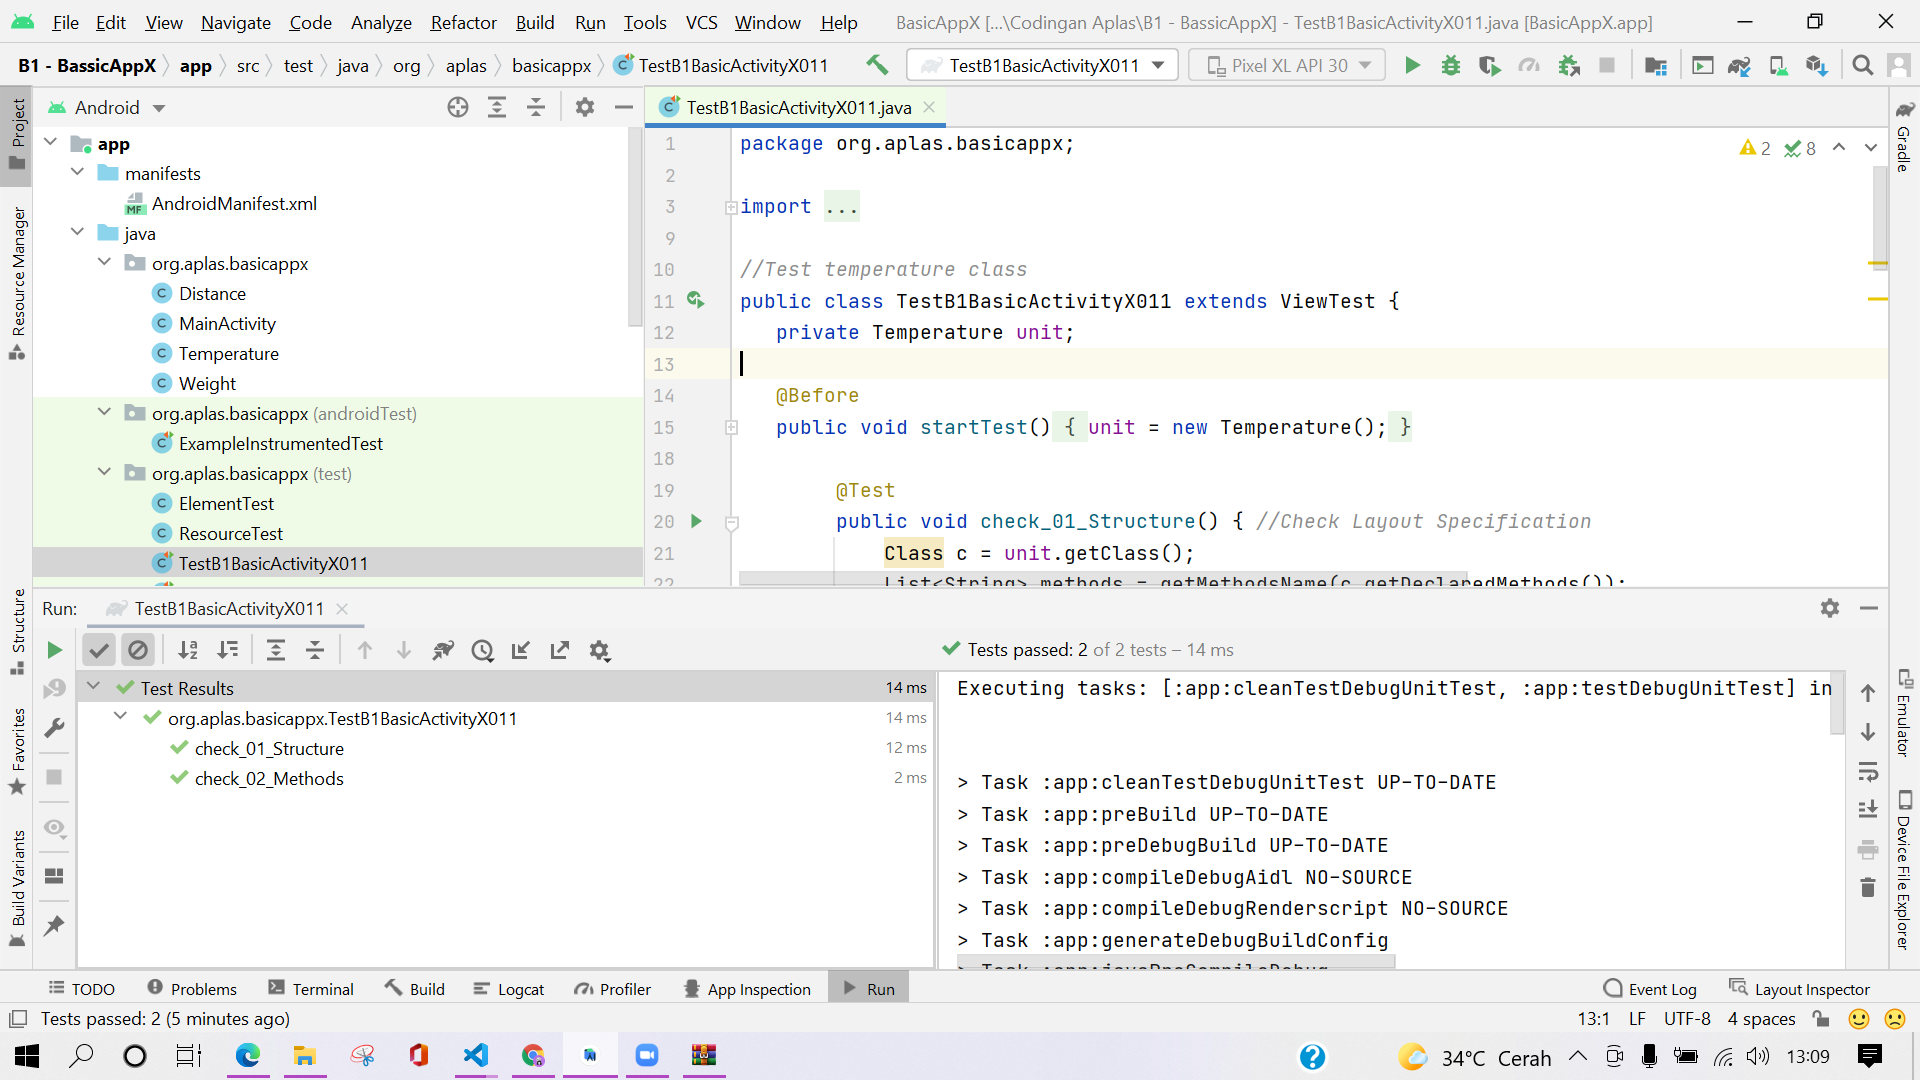 File Edit View Navigate Code Analyze Refactor Build Run Tools VCS Window Help BasicAppX [...\Codingan Aplas\B1 - BassicAppX] - TestB1BasicActivityX011.java [BasicAppX.app]
B1 - BassicAppX app src test java org aplas basicappx TestB1BasicActivityX011 TestB1BasicActivityX011 Pixel XL API 30
Project
Resource Manager
Structure
Favorites
Build Variants
Android
app
manifests
AndroidManifest.xml
java
org.aplas.basicappx
Distance
MainActivity
Temperature
Weight
org.aplas.basicappx (androidTest)
ExampleInstrumentedTest
org.aplas.basicappx (test)
ElementTest
ResourceTest
TestB1BasicActivityX011
TestB1BasicActivityX011.java
2 8
1 package org.aplas.basicappx;
2
3 import ...
9
10 //Test temperature class
11 public class TestB1BasicActivityX011 extends ViewTest {
12 private Temperature unit;
13
14 @Before
15 public void startTest() { unit = new Temperature(); }
18
19 @Test
20 public void check_01_Structure() { //Check Layout Specification
21 Class c = unit.getClass();
22 List<String> methods = getMethodsName(c.getDeclaredMethods());
Gradle
Emulator
Device File Explorer
Run: TestB1BasicActivityX011
Tests passed: 2 of 2 tests – 14 ms
Test Results 14 ms
org.aplas.basicappx.TestB1BasicActivityX011 14 ms
check_01_Structure 12 ms
check_02_Methods 2 ms
Executing tasks: [:app:cleanTestDebugUnitTest, :app:testDebugUnitTest] in
> Task :app:cleanTestDebugUnitTest UP-TO-DATE
> Task :app:preBuild UP-TO-DATE
> Task :app:preDebugBuild UP-TO-DATE
> Task :app:compileDebugAidl NO-SOURCE
> Task :app:compileDebugRenderscript NO-SOURCE
> Task :app:generateDebugBuildConfig
> Task :app:javaPreCompileDebug
TODO Problems Terminal Build Logcat Profiler App Inspection Run Event Log Layout Inspector
Tests passed: 2 (5 minutes ago) 13:1 LF UTF-8 4 spaces
34°C Cerah 13:09